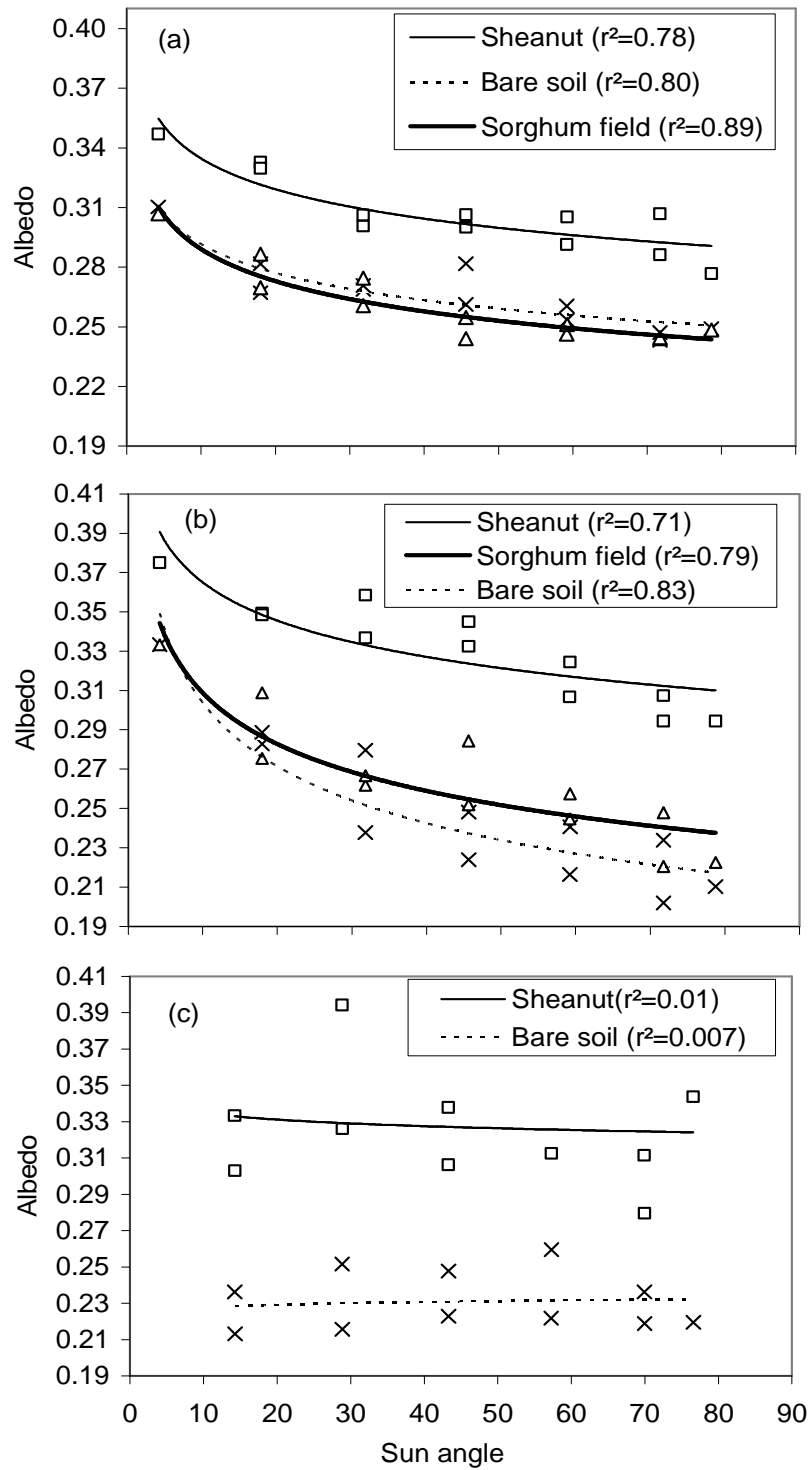 0.40
0.37
0.34
0.31
0.28
0.25
0.22
0.19
Albedo
(a)
Sheanut (r²=0.78)
Bare soil (r²=0.80)
Sorghum field (r²=0.89)
0.41
0.39
0.37
0.35
0.33
0.31
0.29
0.27
0.25
0.23
0.21
0.19
Albedo
(b)
Sheanut (r²=0.71)
Sorghum field (r²=0.79)
Bare soil (r²=0.83)
0.41
0.39
0.37
0.35
0.33
0.31
0.29
0.27
0.25
0.23
0.21
0.19
Albedo
(c)
Sheanut(r²=0.01)
Bare soil (r²=0.007)
0 10 20 30 40 50 60 70 80 90
Sun angle